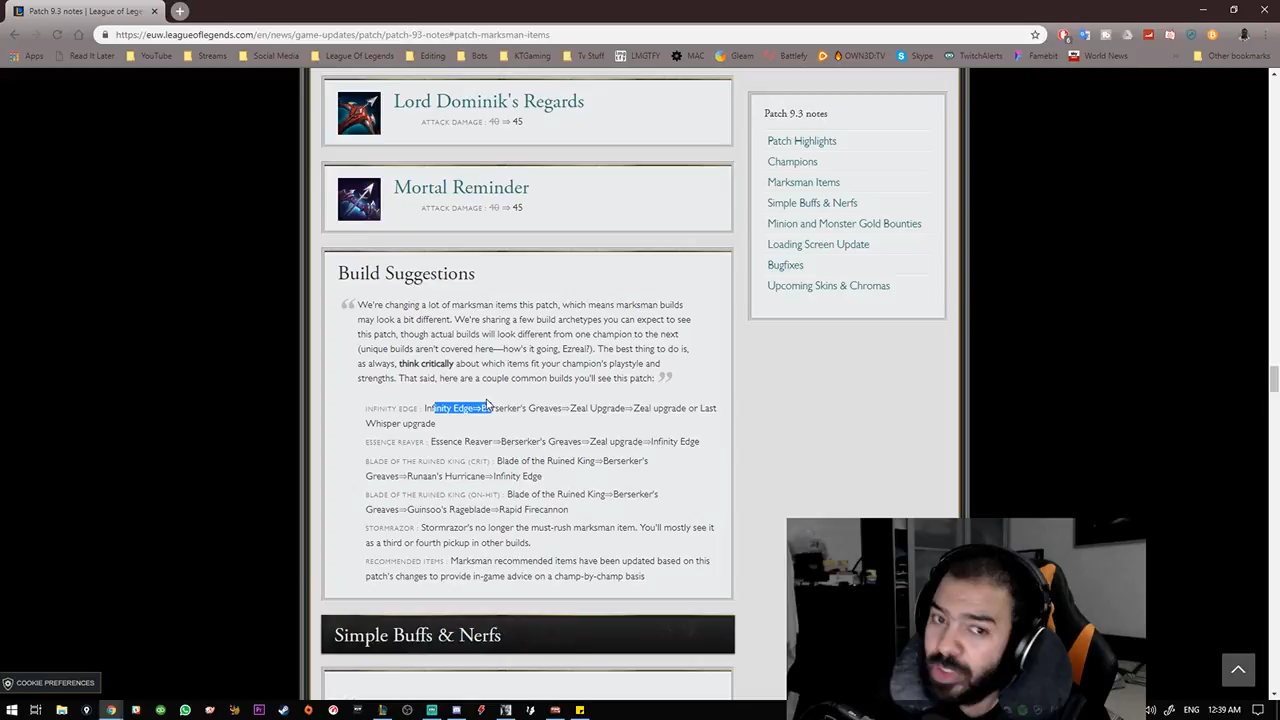 Patch 9.3 notes | League of Leg
https://euw.leagueoflegends.com/en/news/game-updates/patch/patch-93-notes#patch-marksman-items
Apps
Read It Later
YouTube
Streams
Social Media
League Of Legends
Editing
Bots
KTGaming
Tv Stuff
LMGTFY
MAC
Gleam
Battlefy
OWN3D:TV
Skype
TwitchAlerts
Famebit
World News
Other bookmarks
Lord Dominik's Regards
ATTACK DAMAGE : 40 ⇒ 45
Mortal Reminder
ATTACK DAMAGE : 40 ⇒ 45
Build Suggestions
We're changing a lot of marksman items this patch, which means marksman builds
may look a bit different. We're sharing a few build archetypes you can expect to see
this patch, though actual builds will look different from one champion to the next
(unique builds aren't covered here—how's it going, Ezreal?). The best thing to do is,
as always, think critically about which items fit your champion's playstyle and
strengths. That said, here are a couple common builds you'll see this patch:
INFINITY EDGE : Infinity Edge⇒Berserker's Greaves⇒Zeal Upgrade⇒Zeal upgrade or Last
Whisper upgrade
ESSENCE REAVER : Essence Reaver⇒Berserker's Greaves⇒Zeal upgrade⇒Infinity Edge
BLADE OF THE RUINED KING (CRIT) : Blade of the Ruined King⇒Berserker's
Greaves⇒Runaan's Hurricane⇒Infinity Edge
BLADE OF THE RUINED KING (ON-HIT) : Blade of the Ruined King⇒Berserker's
Greaves⇒Guinsoo's Rageblade⇒Rapid Firecannon
STORMRAZOR : Stormrazor's no longer the must-rush marksman item. You'll mostly see it
as a third or fourth pickup in other builds.
RECOMMENDED ITEMS : Marksman recommended items have been updated based on this
patch's changes to provide in-game advice on a champ-by-champ basis
Simple Buffs & Nerfs
Patch 9.3 notes
Patch Highlights
Champions
Marksman Items
Simple Buffs & Nerfs
Minion and Monster Gold Bounties
Loading Screen Update
Bugfixes
Upcoming Skins & Chromas
COOKIE PREFERENCES
ENG
12:39 AM